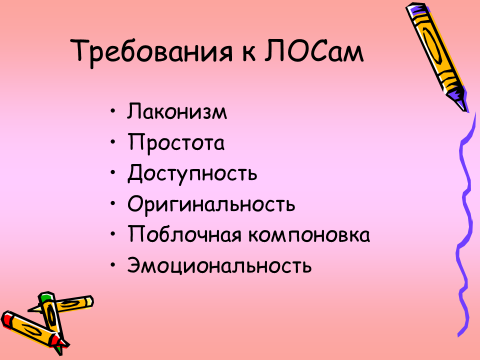 Требования к ЛОСам
• Лаконизм
• Простота
• Доступность
• Оригинальность
• Поблочная компоновка
• Эмоциональность